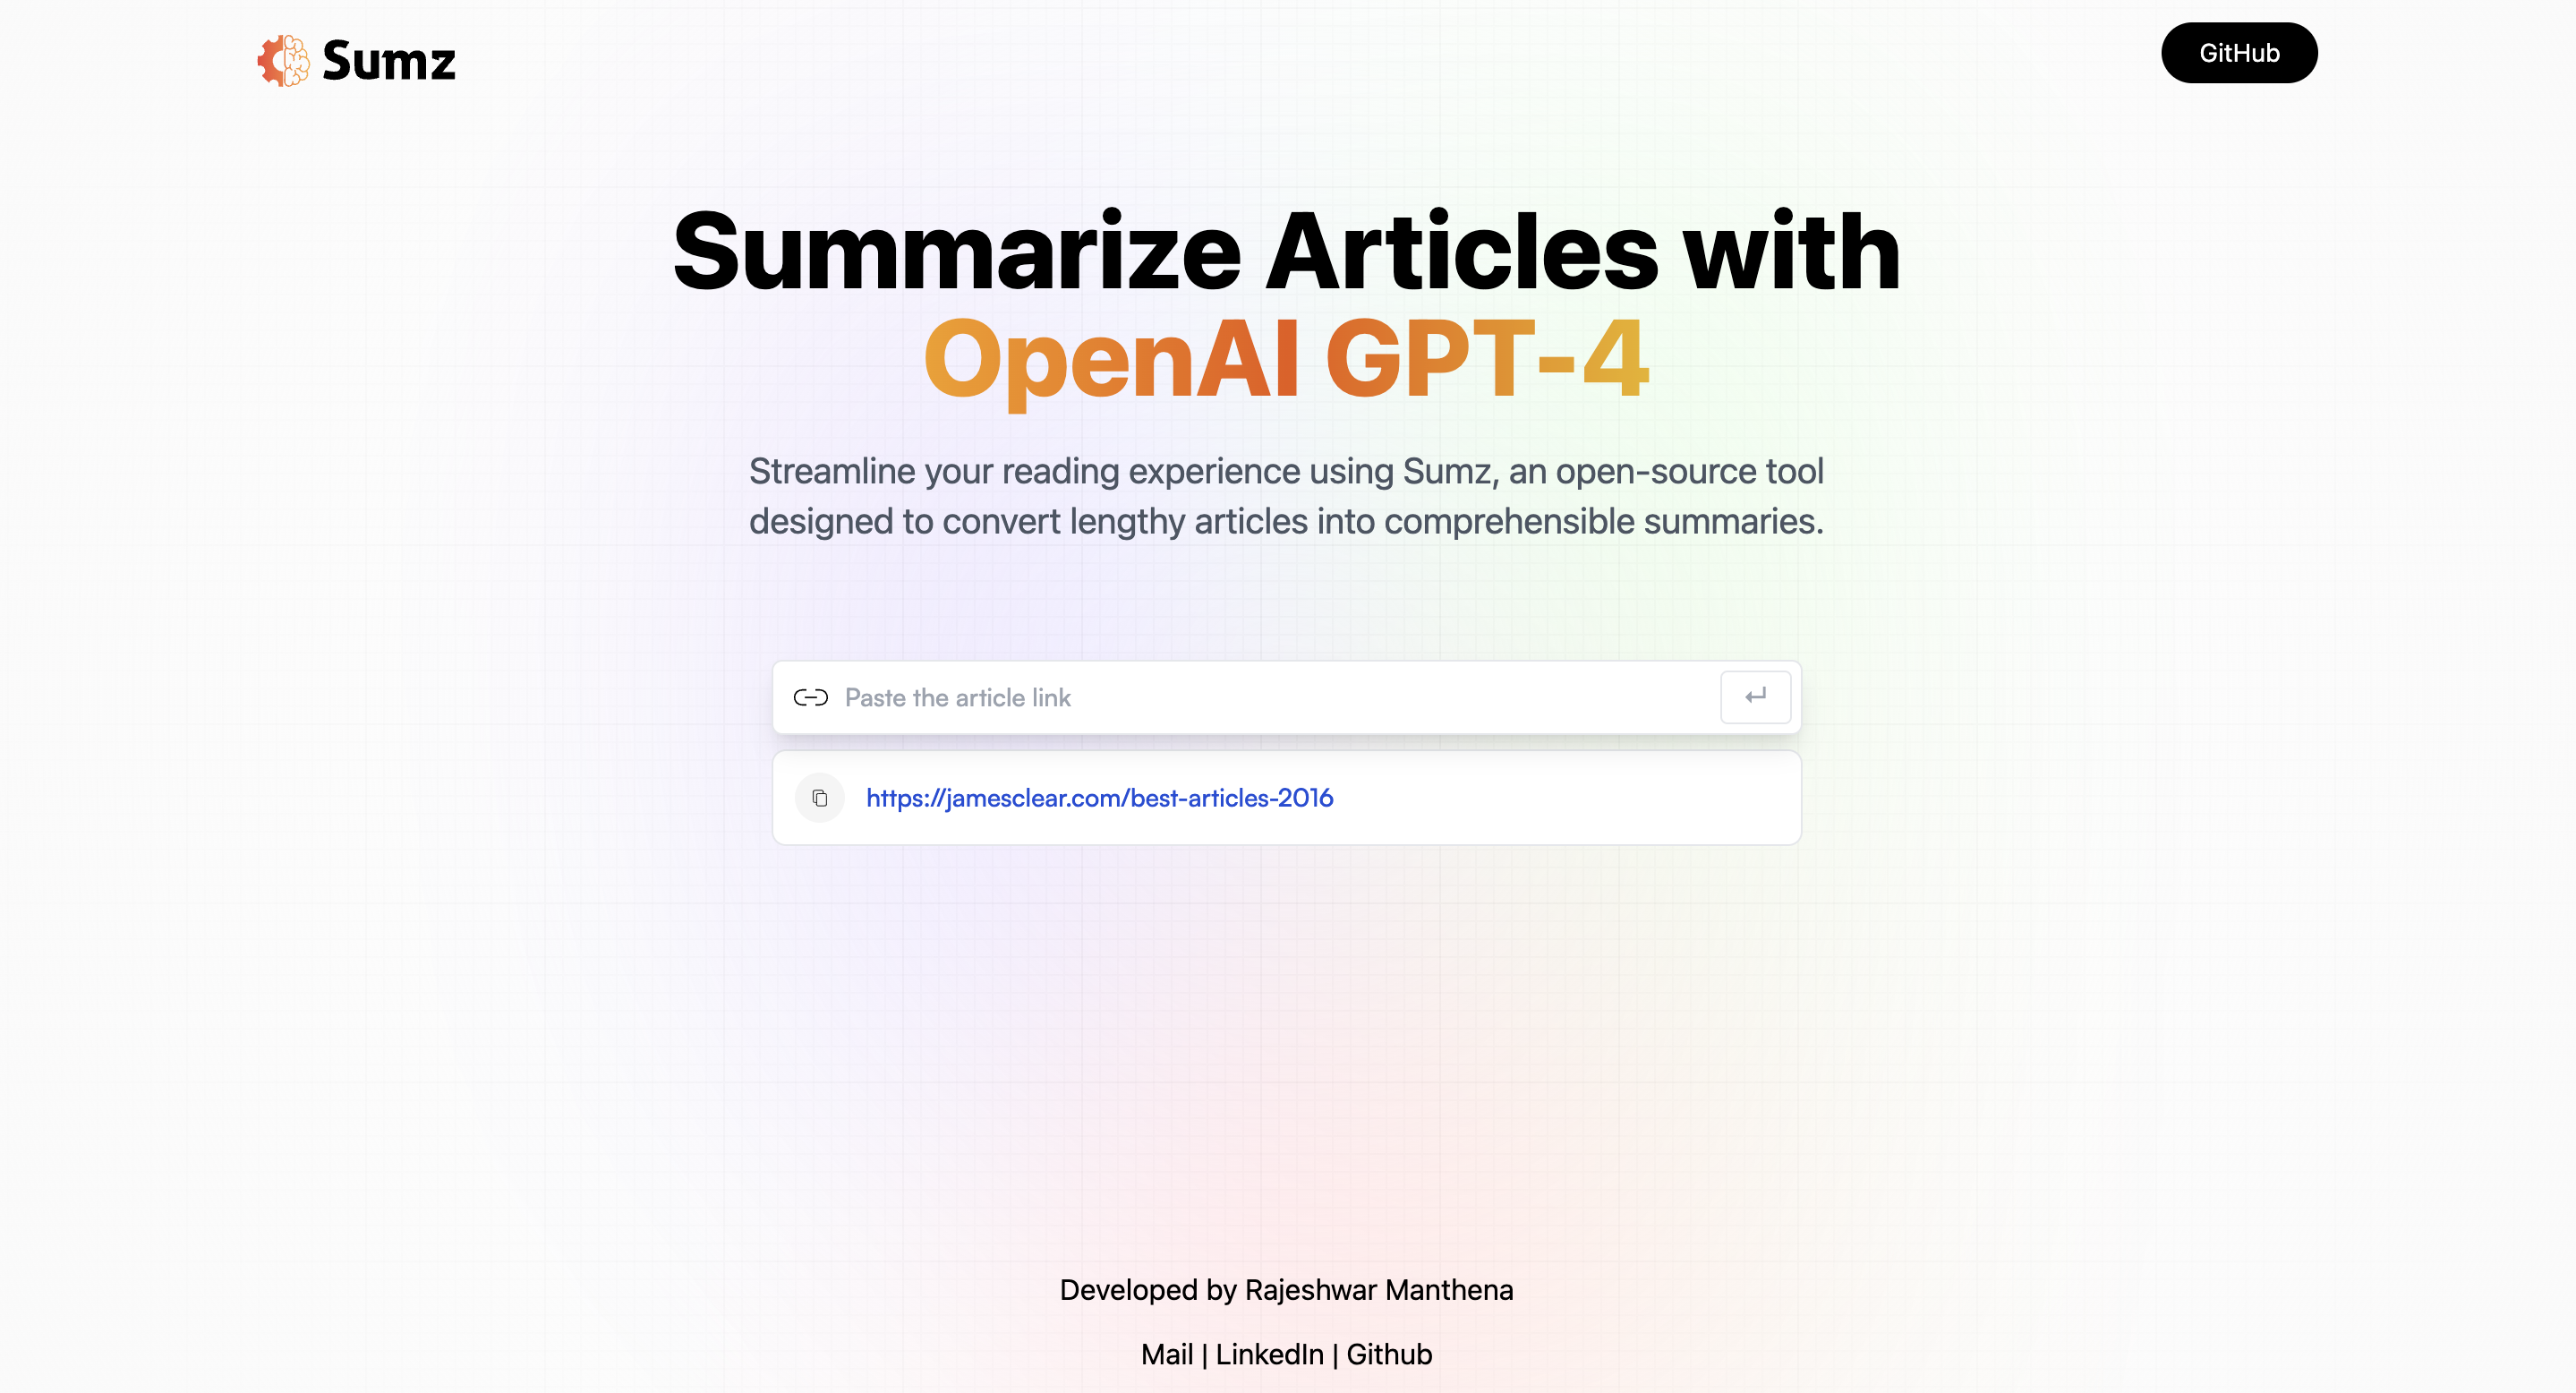 Sumz
GitHub
Summarize Articles with
OpenAI GPT-4
Streamline your reading experience using Sumz, an open-source tool
designed to convert lengthy articles into comprehensible summaries.
Paste the article link
https://jamesclear.com/best-articles-2016
Developed by Rajeshwar Manthena
Mail | LinkedIn | Github